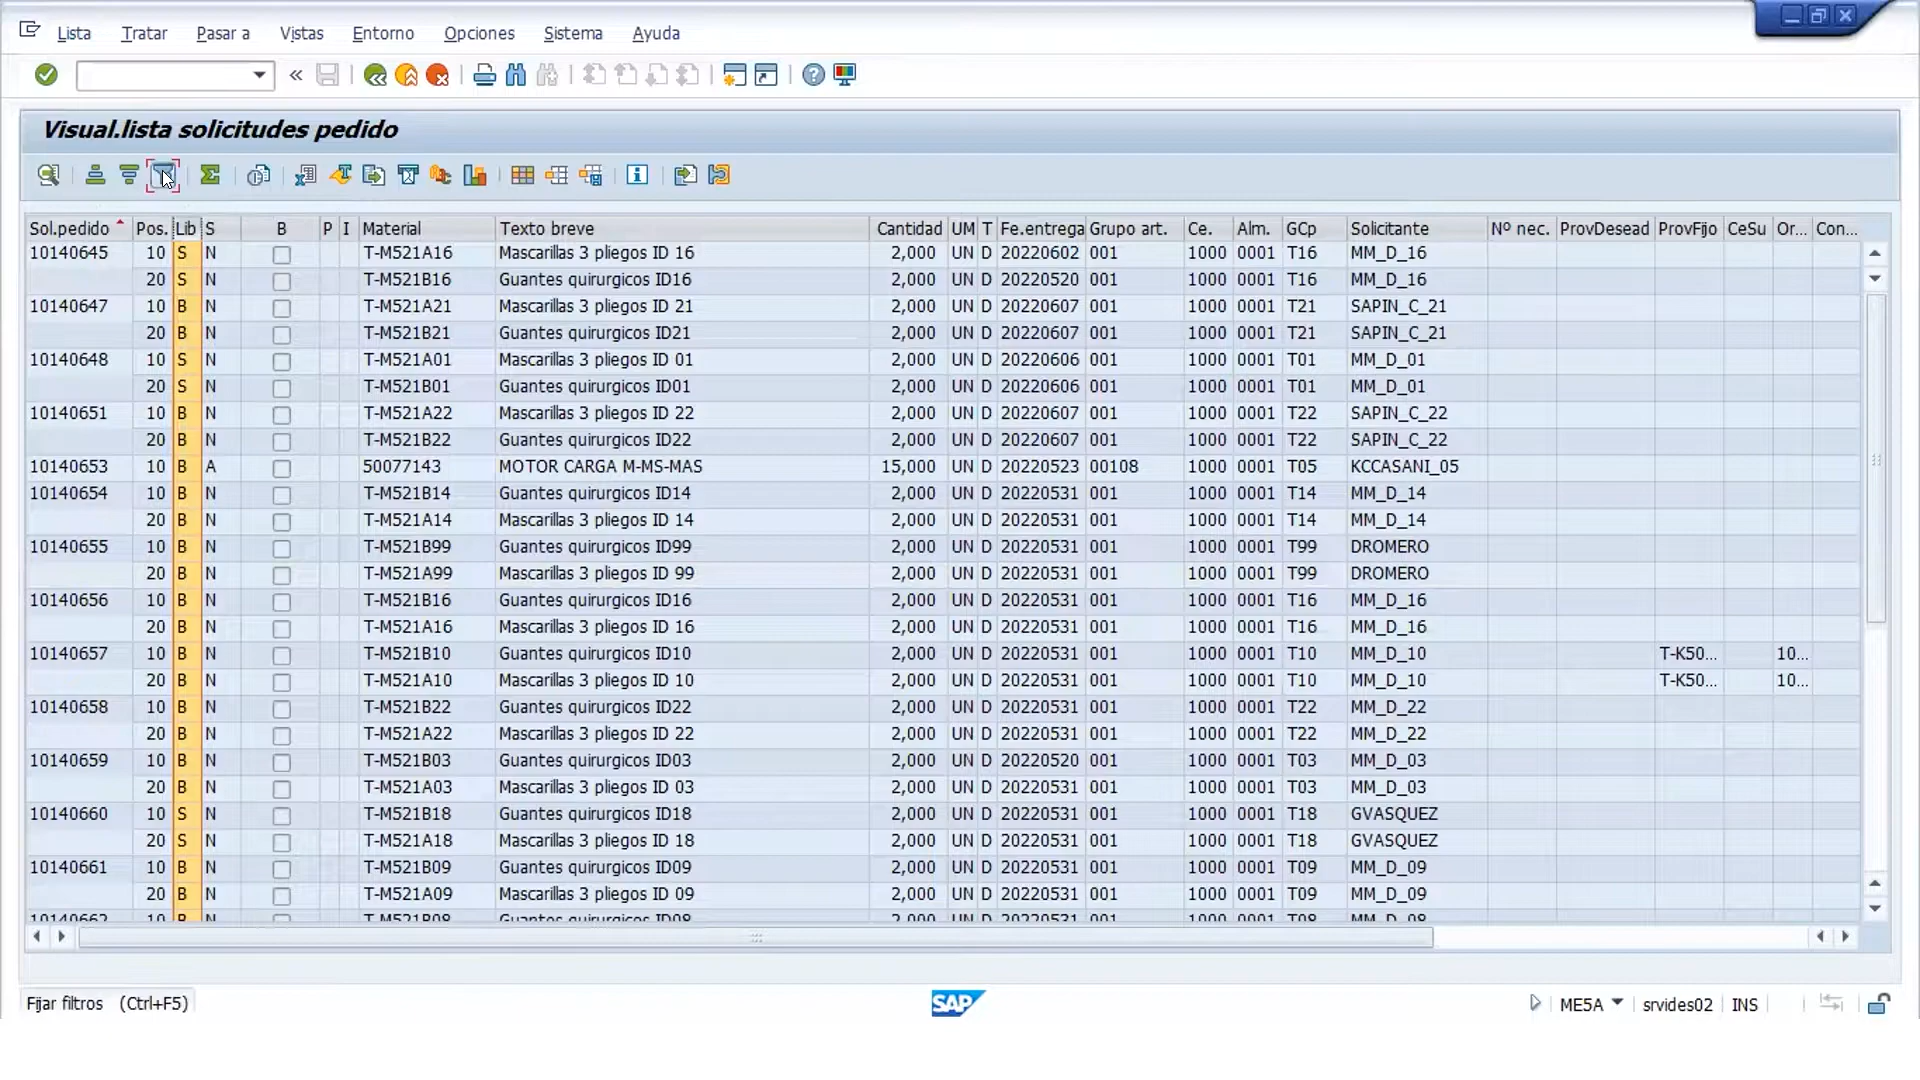 Lista Tratar Pasar a Vistas Entorno Opciones Sistema Ayuda
Visual.lista solicitudes pedido
Sol.pedido Pos. Lib S B P I Material Texto breve Cantidad UM T Fe.entrega Grupo art. Ce. Alm. GCp Solicitante Nº nec. ProvDesead ProvFijo CeSu Or... Con...
10140645 10 S N T-M521A16 Mascarillas 3 pliegos ID 16 2,000 UN D 20220602 001 1000 0001 T16 MM_D_16
20 S N T-M521B16 Guantes quirurgicos ID16 2,000 UN D 20220520 001 1000 0001 T16 MM_D_16
10140647 10 B N T-M521A21 Mascarillas 3 pliegos ID 21 2,000 UN D 20220607 001 1000 0001 T21 SAPIN_C_21
20 B N T-M521B21 Guantes quirurgicos ID21 2,000 UN D 20220607 001 1000 0001 T21 SAPIN_C_21
10140648 10 S N T-M521A01 Mascarillas 3 pliegos ID 01 2,000 UN D 20220606 001 1000 0001 T01 MM_D_01
20 S N T-M521B01 Guantes quirurgicos ID01 2,000 UN D 20220606 001 1000 0001 T01 MM_D_01
10140651 10 B N T-M521A22 Mascarillas 3 pliegos ID 22 2,000 UN D 20220607 001 1000 0001 T22 SAPIN_C_22
20 B N T-M521B22 Guantes quirurgicos ID22 2,000 UN D 20220607 001 1000 0001 T22 SAPIN_C_22
10140653 10 B A 50077143 MOTOR CARGA M-MS-MAS 15,000 UN D 20220523 00108 1000 0001 T05 KCCASANI_05
10140654 10 B N T-M521B14 Guantes quirurgicos ID14 2,000 UN D 20220531 001 1000 0001 T14 MM_D_14
20 B N T-M521A14 Mascarillas 3 pliegos ID 14 2,000 UN D 20220531 001 1000 0001 T14 MM_D_14
10140655 10 B N T-M521B99 Guantes quirurgicos ID99 2,000 UN D 20220531 001 1000 0001 T99 DROMERO
20 B N T-M521A99 Mascarillas 3 pliegos ID 99 2,000 UN D 20220531 001 1000 0001 T99 DROMERO
10140656 10 B N T-M521B16 Guantes quirurgicos ID16 2,000 UN D 20220531 001 1000 0001 T16 MM_D_16
20 B N T-M521A16 Mascarillas 3 pliegos ID 16 2,000 UN D 20220531 001 1000 0001 T16 MM_D_16
10140657 10 B N T-M521B10 Guantes quirurgicos ID10 2,000 UN D 20220531 001 1000 0001 T10 MM_D_10 T-K50... 10...
20 B N T-M521A10 Mascarillas 3 pliegos ID 10 2,000 UN D 20220531 001 1000 0001 T10 MM_D_10 T-K50... 10...
10140658 10 B N T-M521B22 Guantes quirurgicos ID22 2,000 UN D 20220531 001 1000 0001 T22 MM_D_22
20 B N T-M521A22 Mascarillas 3 pliegos ID 22 2,000 UN D 20220531 001 1000 0001 T22 MM_D_22
10140659 10 B N T-M521B03 Guantes quirurgicos ID03 2,000 UN D 20220520 001 1000 0001 T03 MM_D_03
20 B N T-M521A03 Mascarillas 3 pliegos ID 03 2,000 UN D 20220531 001 1000 0001 T03 MM_D_03
10140660 10 S N T-M521B18 Guantes quirurgicos ID18 2,000 UN D 20220531 001 1000 0001 T18 GVASQUEZ
20 S N T-M521A18 Mascarillas 3 pliegos ID 18 2,000 UN D 20220531 001 1000 0001 T18 GVASQUEZ
10140661 10 B N T-M521B09 Guantes quirurgicos ID09 2,000 UN D 20220531 001 1000 0001 T09 MM_D_09
20 B N T-M521A09 Mascarillas 3 pliegos ID 09 2,000 UN D 20220531 001 1000 0001 T09 MM_D_09
10140662 10 B N T-M521B08 Guantes quirurgicos ID08 2,000 UN D 20220531 001 1000 0001 T08 MM_D_08
Fijar filtros (Ctrl+F5) SAP ME5A srvides02 INS